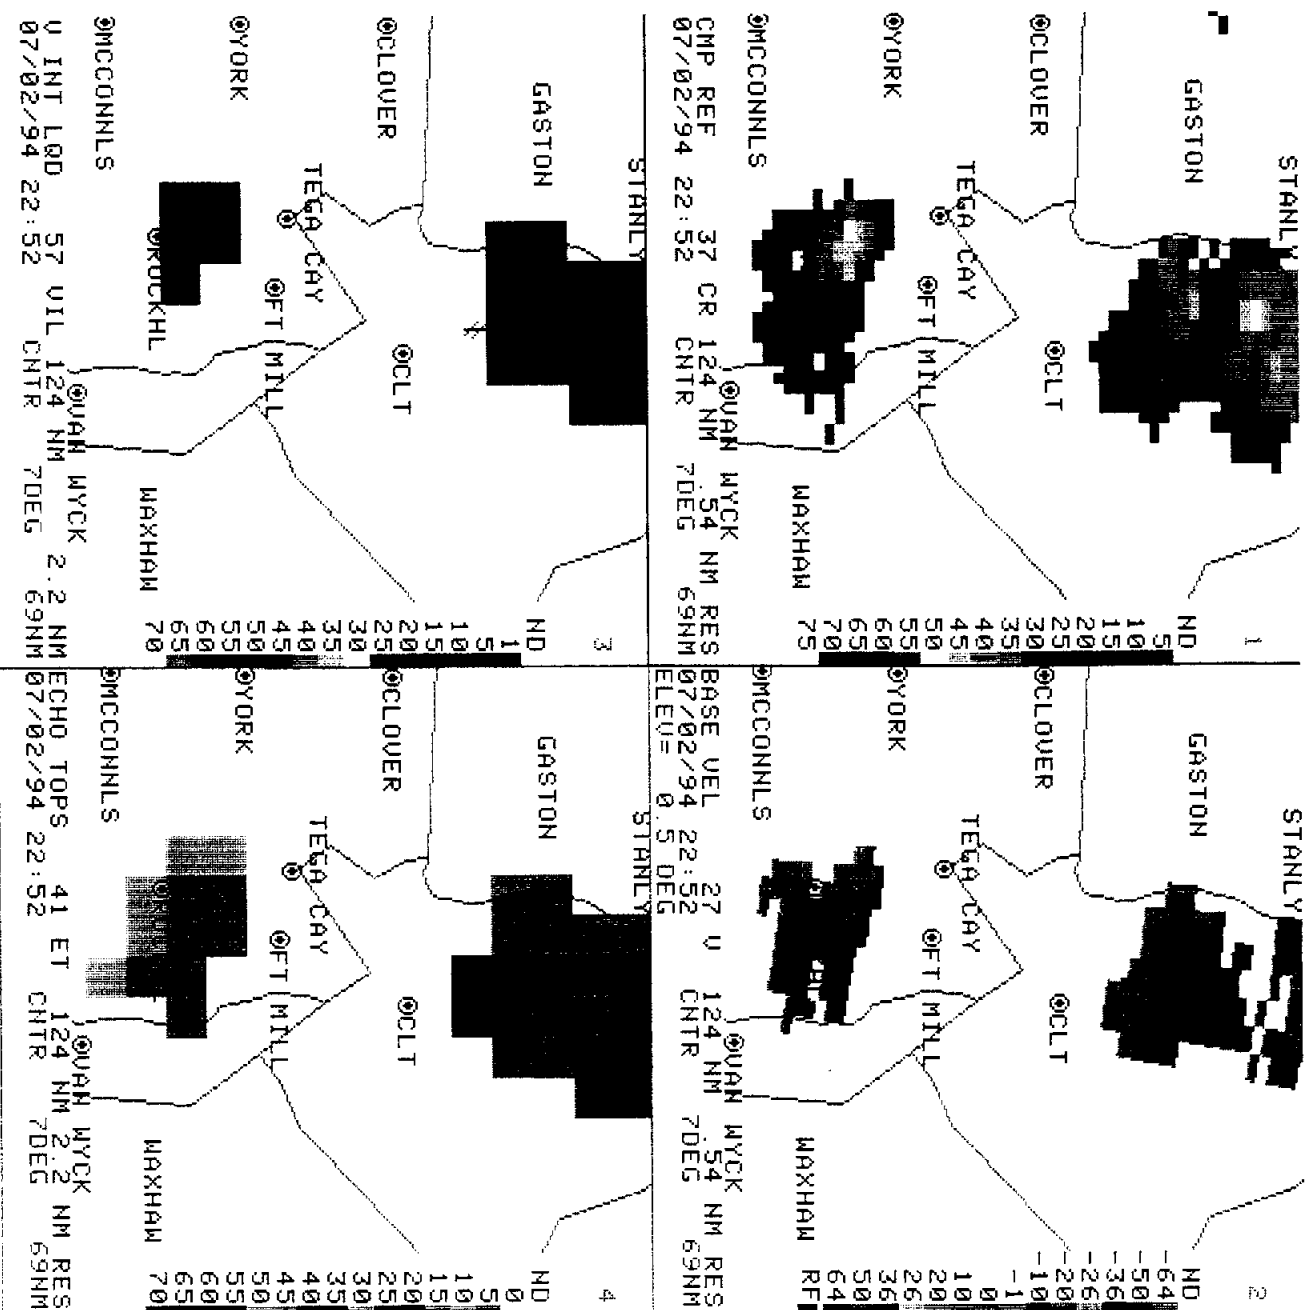 STANLY
1
GASTON
ND
5
10
15
20
25
30
35
40
45
50
55
60
65
70
75
CLOVER
CLT
TEGA CAY
FT MILL
YORK
WAXHAW
MCCONNLS
VAN WYCK
CMP REF 37 CR 124 NM .54 NM RES
07/02/94 22:52 CNTR 7DEG 69NM
STANLY
2
GASTON
ND
-64
-50
-36
-26
-20
-10
-1
0
10
20
26
36
50
64
RF
CLOVER
CLT
TEGA CAY
FT MILL
YORK
WAXHAW
MCCONNLS
VAN WYCK
BASE VEL 27 V 124 NM .54 NM RES
07/02/94 22:52 CNTR 7DEG 69NM
ELEV= 0.5 DEG
STANLY
3
GASTON
ND
1
5
10
15
20
25
30
35
40
45
50
55
60
65
70
CLOVER
CLT
TEGA CAY
FT MILL
YORK
ROCKHL
WAXHAW
MCCONNLS
VAN WYCK
V INT LQD 57 VIL 124 NM 2.2 NM
07/02/94 22:52 CNTR 7DEG 69NM
STANLY
4
GASTON
ND
0
5
10
15
20
25
30
35
40
45
50
55
60
65
70
CLOVER
CLT
TEGA CAY
FT MILL
YORK
WAXHAW
MCCONNLS
VAN WYCK
ECHO TOPS 41 ET 124 NM 2.2 NM RES
07/02/94 22:52 CNTR 7DEG 69NM